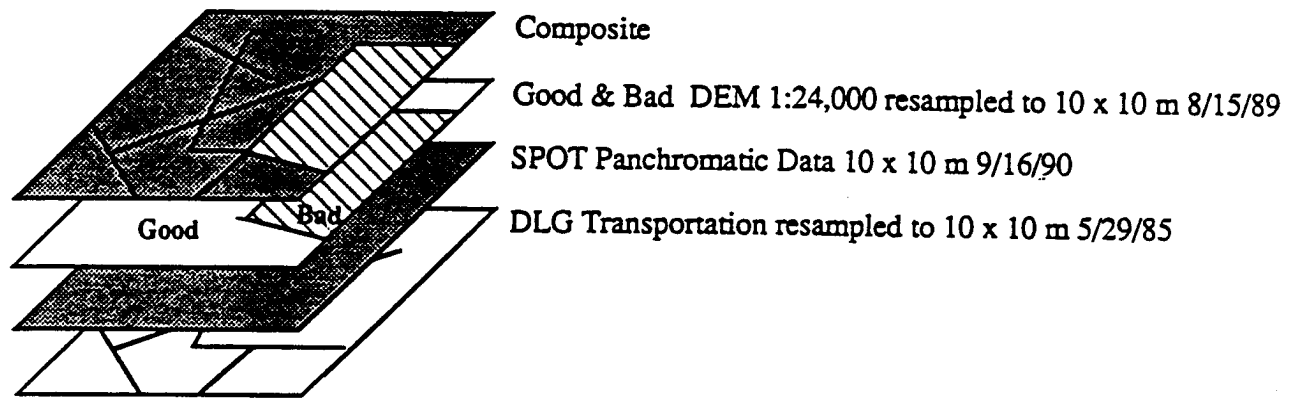 Composite
Good & Bad DEM 1:24,000 resampled to 10 x 10 m 8/15/89
SPOT Panchromatic Data 10 x 10 m 9/16/90
Good
Bad
DLG Transportation resampled to 10 x 10 m 5/29/85